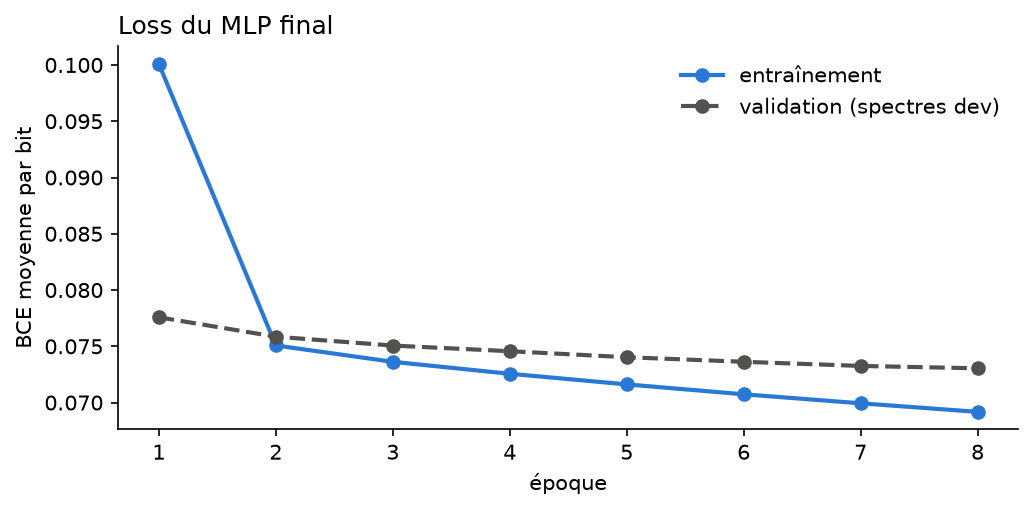 Loss du MLP final
BCE moyenne par bit
0.100
0.095
0.090
0.085
0.080
0.075
0.070
entraînement
validation (spectres dev)
1 2 3 4 5 6 7 8
époque